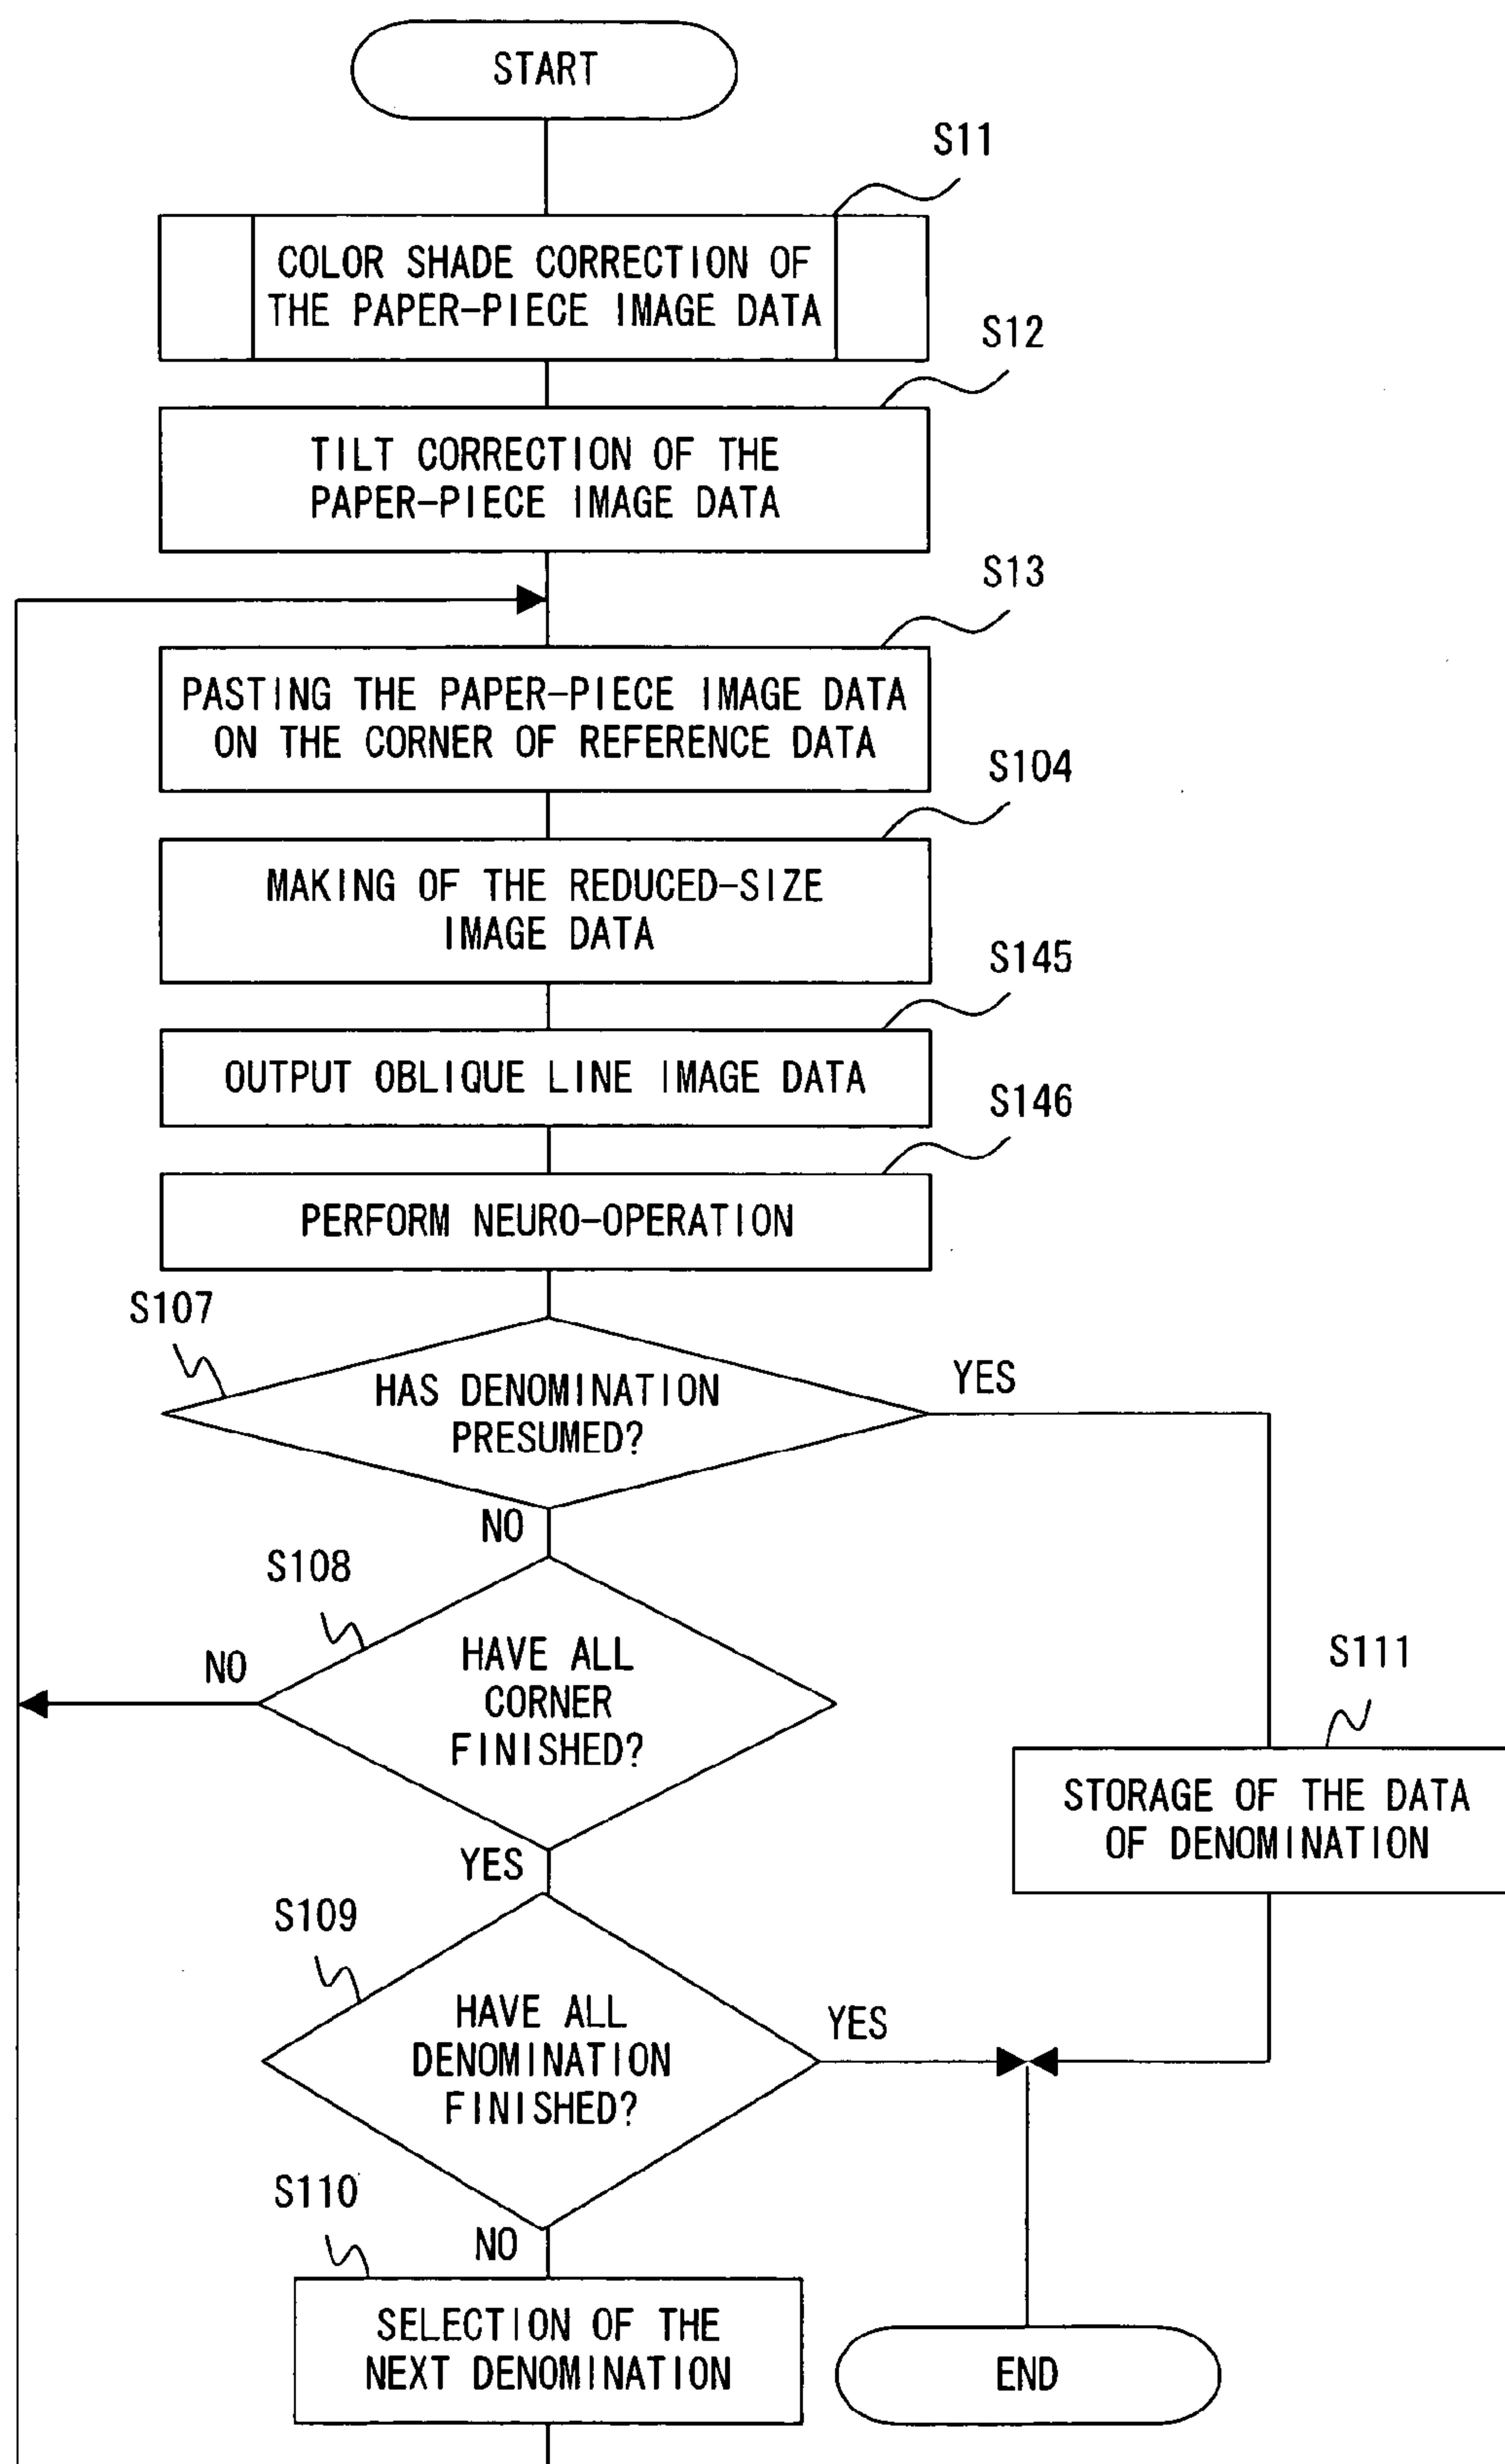 START
S11
COLOR SHADE CORRECTION OF
THE PAPER-PIECE IMAGE DATA
S12
TILT CORRECTION OF THE
PAPER-PIECE IMAGE DATA
S13
PASTING THE PAPER-PIECE IMAGE DATA
ON THE CORNER OF REFERENCE DATA
S104
MAKING OF THE REDUCED-SIZE
IMAGE DATA
S145
OUTPUT OBLIQUE LINE IMAGE DATA
S146
PERFORM NEURO-OPERATION
S107
HAS DENOMINATION
PRESUMED?
YES
NO
S108
HAVE ALL
CORNER
FINISHED?
NO
YES
S111
STORAGE OF THE DATA
OF DENOMINATION
S109
HAVE ALL
DENOMINATION
FINISHED?
YES
NO
S110
SELECTION OF THE
NEXT DENOMINATION
END